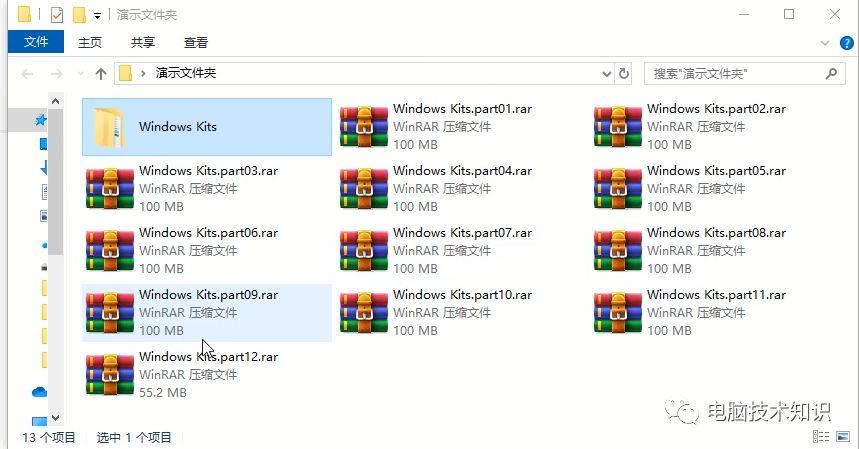 演示文件夹
文件 主页 共享 查看
演示文件夹 搜索"演示文件夹"
Windows Kits
Windows Kits.part01.rar
WinRAR 压缩文件
100 MB
Windows Kits.part02.rar
WinRAR 压缩文件
100 MB
Windows Kits.part03.rar
WinRAR 压缩文件
100 MB
Windows Kits.part04.rar
WinRAR 压缩文件
100 MB
Windows Kits.part05.rar
WinRAR 压缩文件
100 MB
Windows Kits.part06.rar
WinRAR 压缩文件
100 MB
Windows Kits.part07.rar
WinRAR 压缩文件
100 MB
Windows Kits.part08.rar
WinRAR 压缩文件
100 MB
Windows Kits.part09.rar
WinRAR 压缩文件
100 MB
Windows Kits.part10.rar
WinRAR 压缩文件
100 MB
Windows Kits.part11.rar
WinRAR 压缩文件
100 MB
Windows Kits.part12.rar
WinRAR 压缩文件
55.2 MB
电脑技术知识
13 个项目 选中 1 个项目